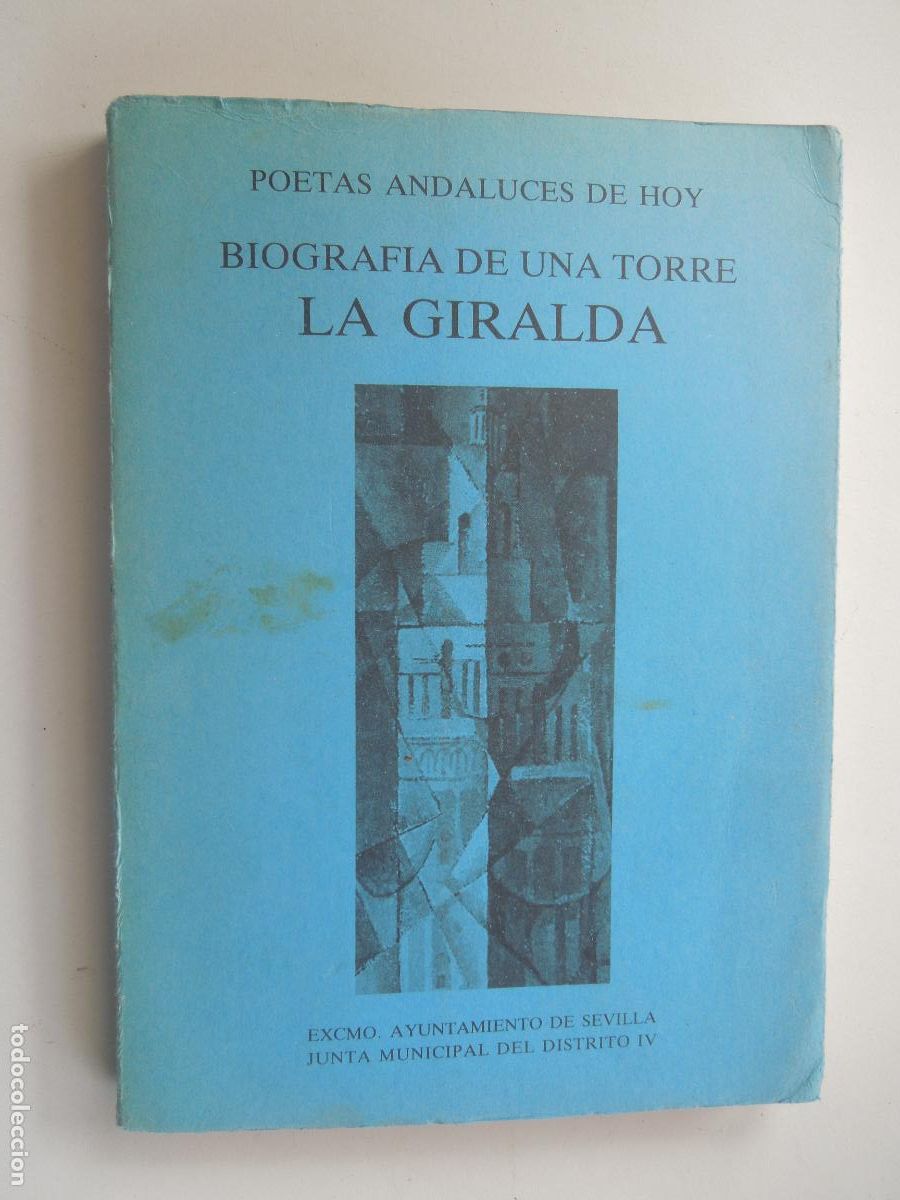 POETAS ANDALUCES DE HOY
BIOGRAFIA DE UNA TORRE
LA GIRALDA
EXCMO. AYUNTAMIENTO DE SEVILLA
JUNTA MUNICIPAL DEL DISTRITO IV
todocoleccion